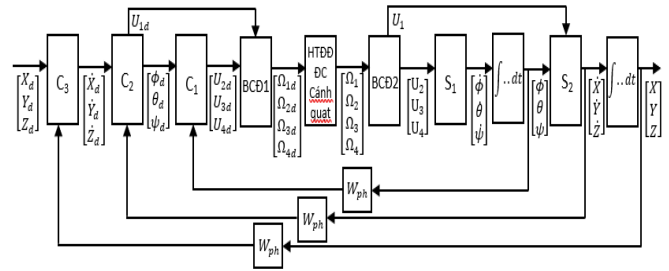 U1d
U1
C3
C2
C1
BCĐ1
HTĐĐ
ĐC
Cánh
quat
BCĐ2
S1
∫..dt
S2
∫..dt
[Xd
Yd
Zd]
[Ẋd
Ẏd
Żd]
[ϕd
θd
ψd]
[U2d
U3d
U4d]
[Ω1d
Ω2d
Ω3d
Ω4d]
[Ω1
Ω2
Ω3
Ω4]
[U2
U3
U4]
[ϕ̇
θ̇
ψ̇]
[ϕ
θ
ψ]
[Ẋ
Ẏ
Ż]
[X
Y
Z]
Wph
Wph
Wph